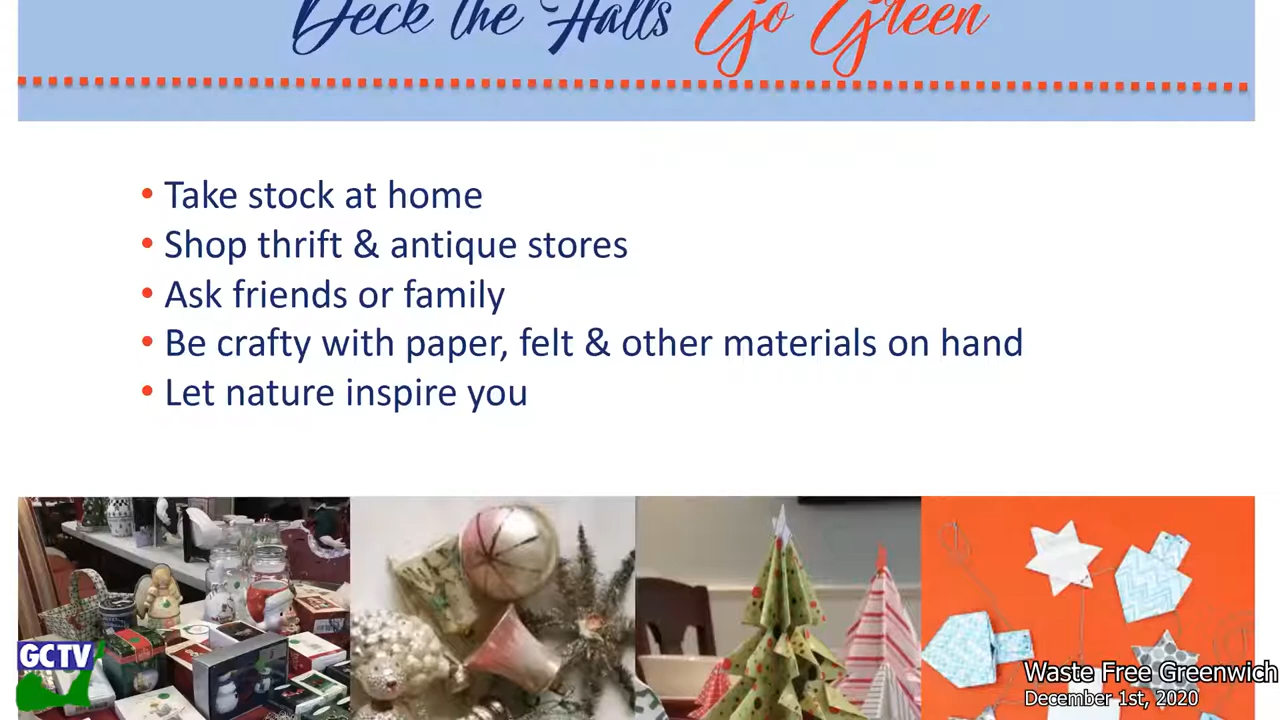 Deck the Halls Go Green
• Take stock at home
• Shop thrift & antique stores
• Ask friends or family
• Be crafty with paper, felt & other materials on hand
• Let nature inspire you
GCTV
Waste Free Greenwich
December 1st, 2020